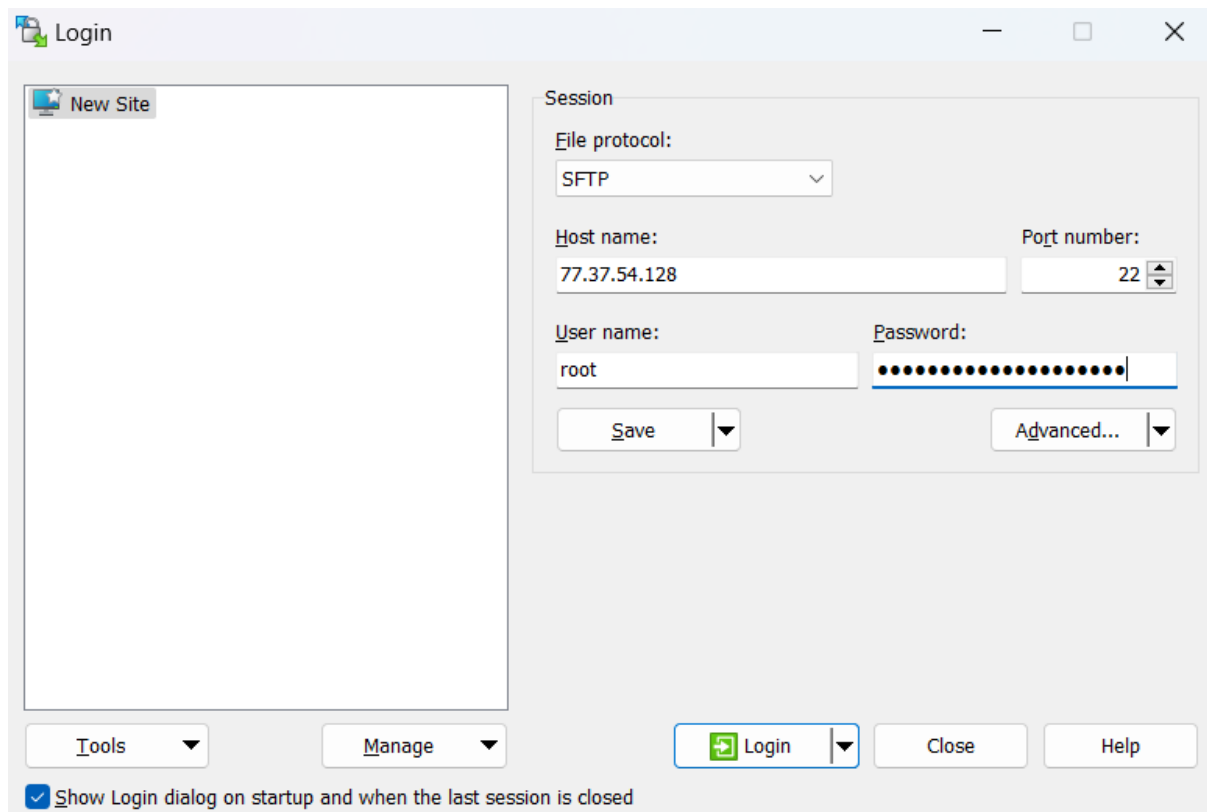 Login
New Site
Session
File protocol:
SFTP
Host name:
Port number:
77.37.54.128
22
User name:
Password:
root
●●●●●●●●●●●●●●●●●●●●
Save
Advanced...
Tools
Manage
Login
Close
Help
Show Login dialog on startup and when the last session is closed